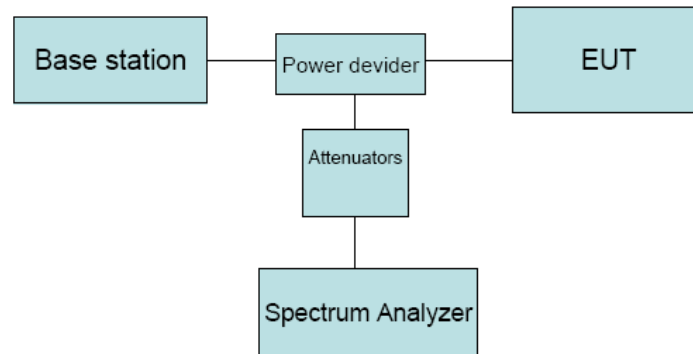 Base station
Power devider
EUT
Attenuators
Spectrum Analyzer